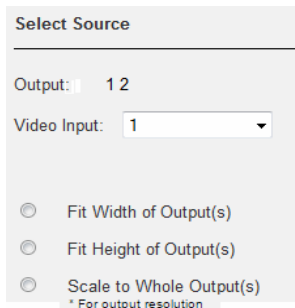 Select Source
Output: 1 2
Video Input: 1
Fit Width of Output(s)
Fit Height of Output(s)
Scale to Whole Output(s)
* For output resolution